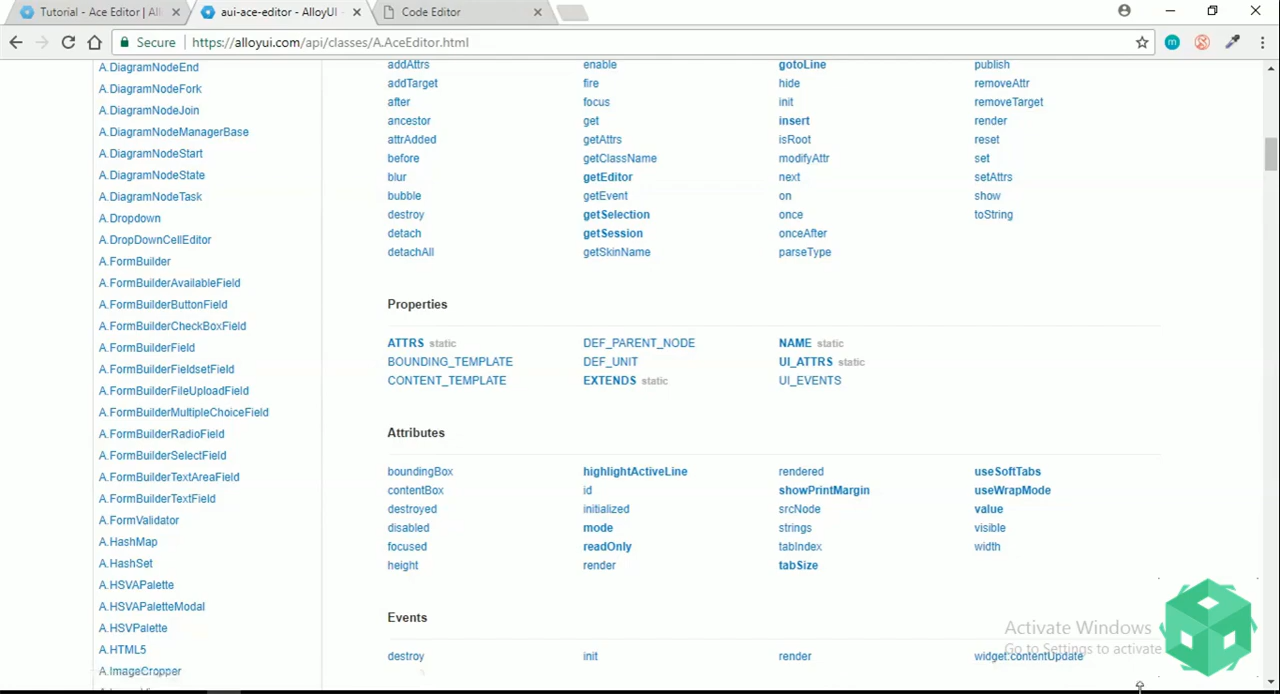 Tutorial - Ace Editor | All
aui-ace-editor - AlloyUI
Code Editor
Secure
https://alloyui.com/api/classes/A.AceEditor.html
A.DiagramNodeEnd
A.DiagramNodeFork
A.DiagramNodeJoin
A.DiagramNodeManagerBase
A.DiagramNodeStart
A.DiagramNodeState
A.DiagramNodeTask
A.Dropdown
A.DropDownCellEditor
A.FormBuilder
A.FormBuilderAvailableField
A.FormBuilderButtonField
A.FormBuilderCheckBoxField
A.FormBuilderField
A.FormBuilderFieldsetField
A.FormBuilderFileUploadField
A.FormBuilderMultipleChoiceField
A.FormBuilderRadioField
A.FormBuilderSelectField
A.FormBuilderTextAreaField
A.FormBuilderTextField
A.FormValidator
A.HashMap
A.HashSet
A.HSVAPalette
A.HSVAPaletteModal
A.HSVPalette
A.HTML5
A.ImageCropper
addAttrs enable gotoLine publish
addTarget fire hide removeAttr
after focus init removeTarget
ancestor get insert render
attrAdded getAttrs isRoot reset
before getClassName modifyAttr set
blur getEditor next setAttrs
bubble getEvent on show
destroy getSelection once toString
detach getSession onceAfter
detachAll getSkinName parseType
Properties
ATTRS static DEF_PARENT_NODE NAME static
BOUNDING_TEMPLATE DEF_UNIT UI_ATTRS static
CONTENT_TEMPLATE EXTENDS static UI_EVENTS
Attributes
boundingBox highlightActiveLine rendered useSoftTabs
contentBox id showPrintMargin useWrapMode
destroyed initialized srcNode value
disabled mode strings visible
focused readOnly tabIndex width
height render tabSize
Events
destroy init render widget:contentUpdate
Activate Windows
Go to Settings to activate